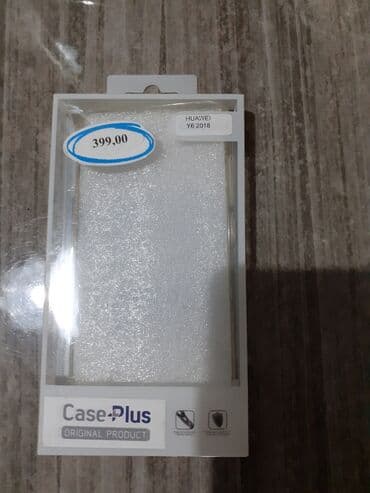 399,00
HUAWEI
Y6 2018
Case+Plus
ORIGINAL PRODUCT